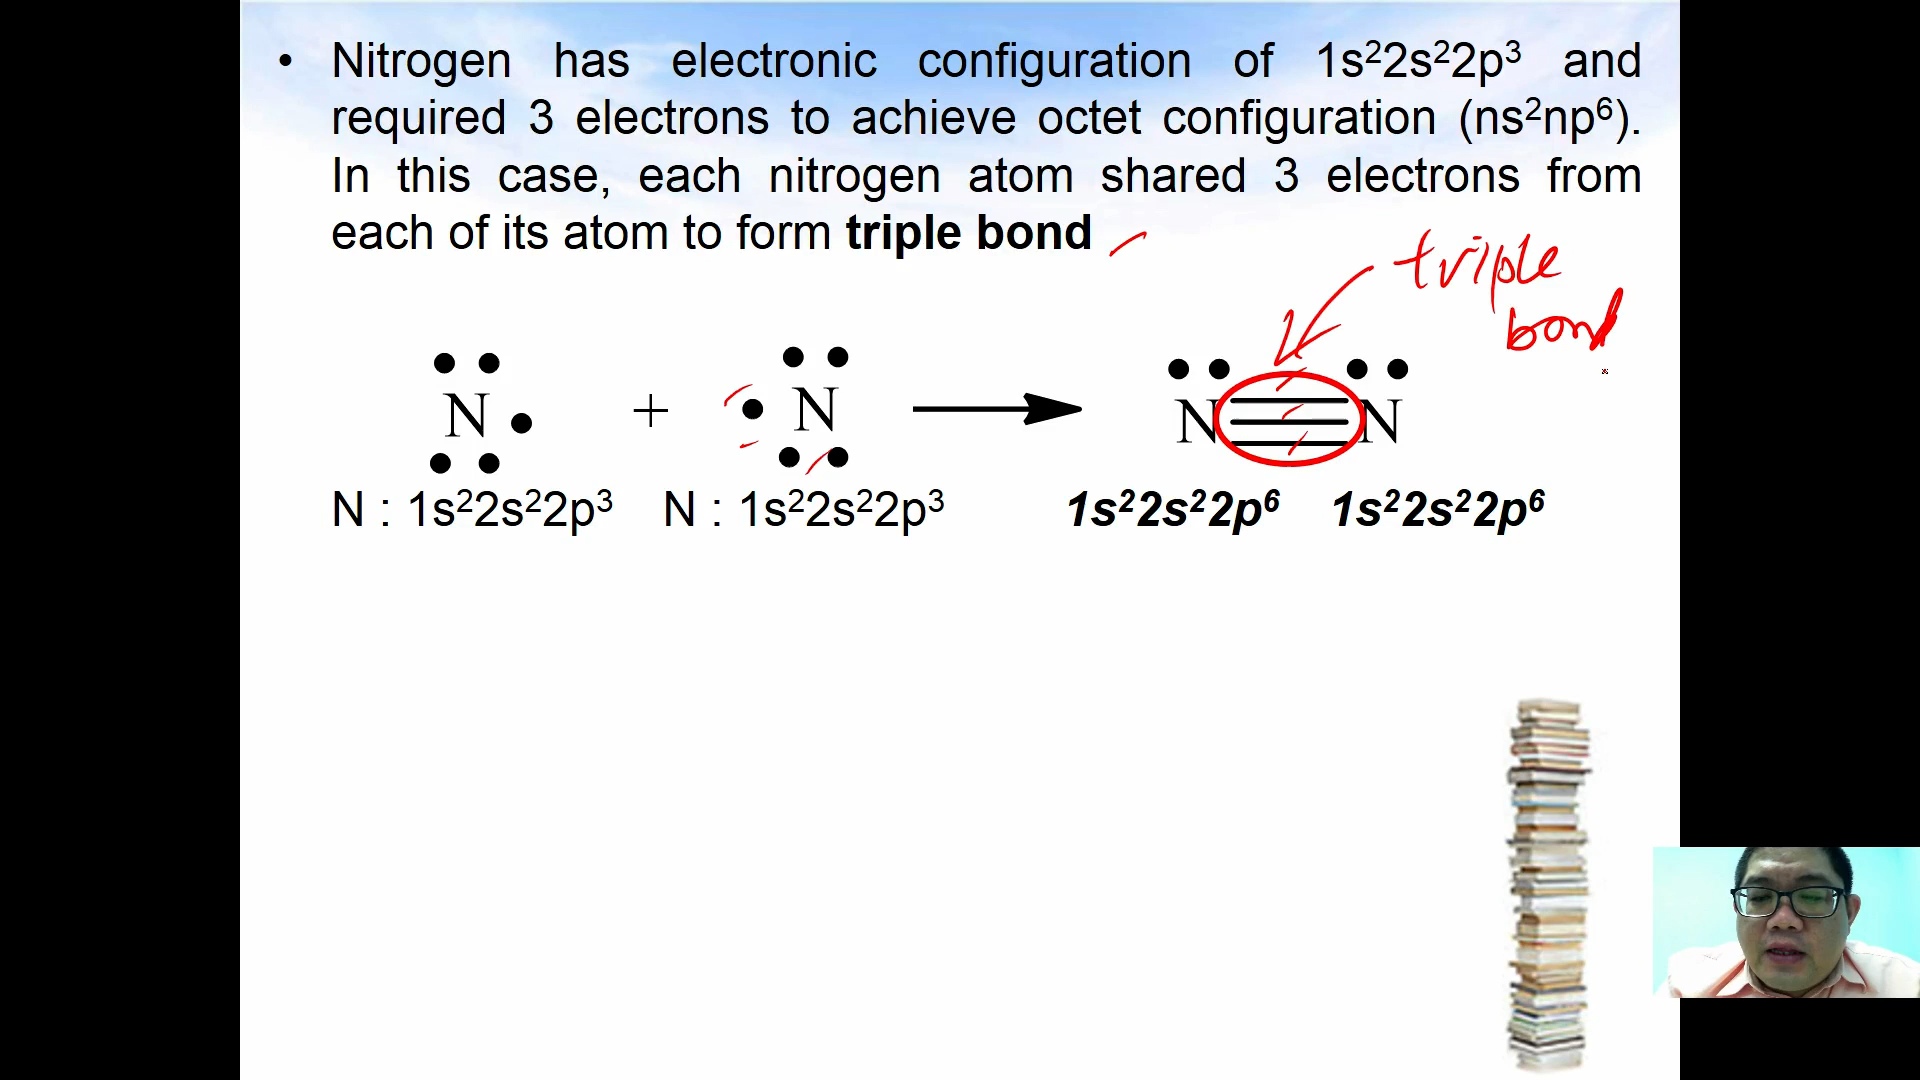 • Nitrogen has electronic configuration of 1s²2s²2p³ and
required 3 electrons to achieve octet configuration (ns²np⁶).
In this case, each nitrogen atom shared 3 electrons from
each of its atom to form triple bond
triple
bond
N + N N N
N : 1s²2s²2p³ N : 1s²2s²2p³ 1s²2s²2p⁶ 1s²2s²2p⁶